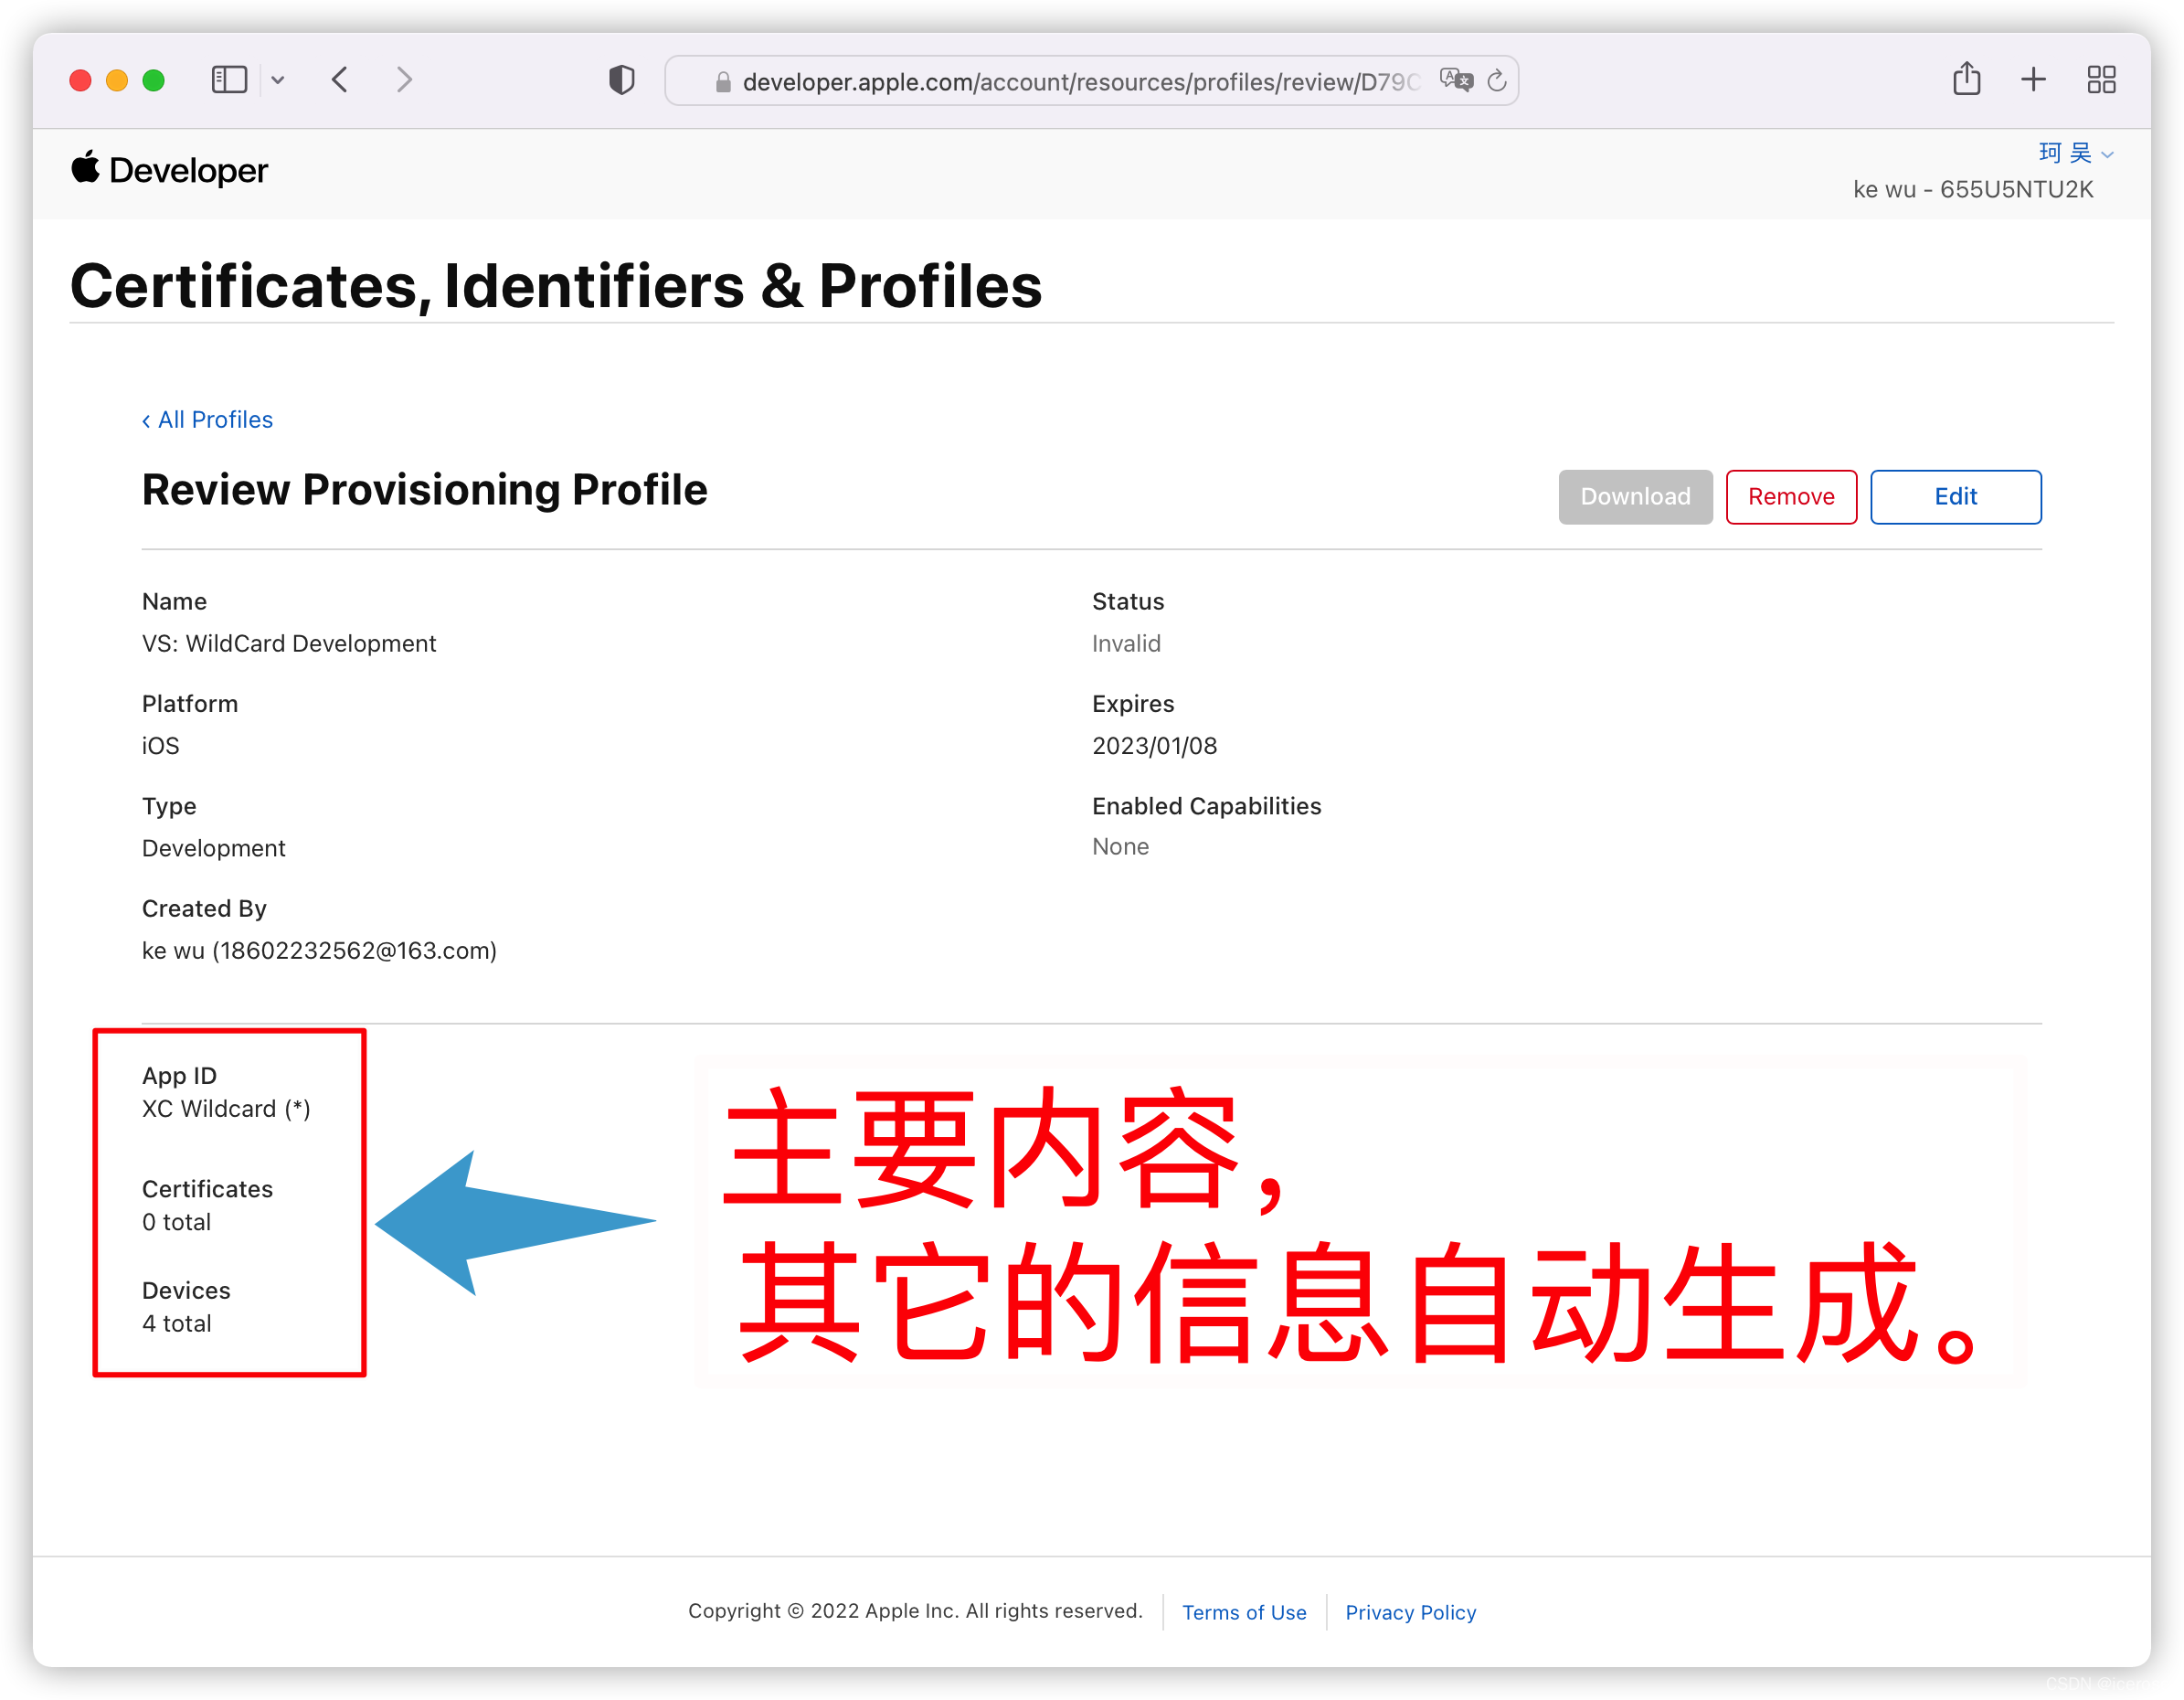 developer.apple.com/account/resources/profiles/review/D79
Developer
珂 吴
ke wu - 655U5NTU2K
Certificates, Identifiers & Profiles
‹ All Profiles
Review Provisioning Profile
Download
Remove
Edit
Name
VS: WildCard Development
Status
Invalid
Platform
iOS
Expires
2023/01/08
Type
Development
Enabled Capabilities
None
Created By
ke wu (18602232562@163.com)
App ID
XC Wildcard (*)
Certificates
0 total
Devices
4 total
主要内容，
其它的信息自动生成。
Copyright © 2022 Apple Inc. All rights reserved.
Terms of Use
Privacy Policy